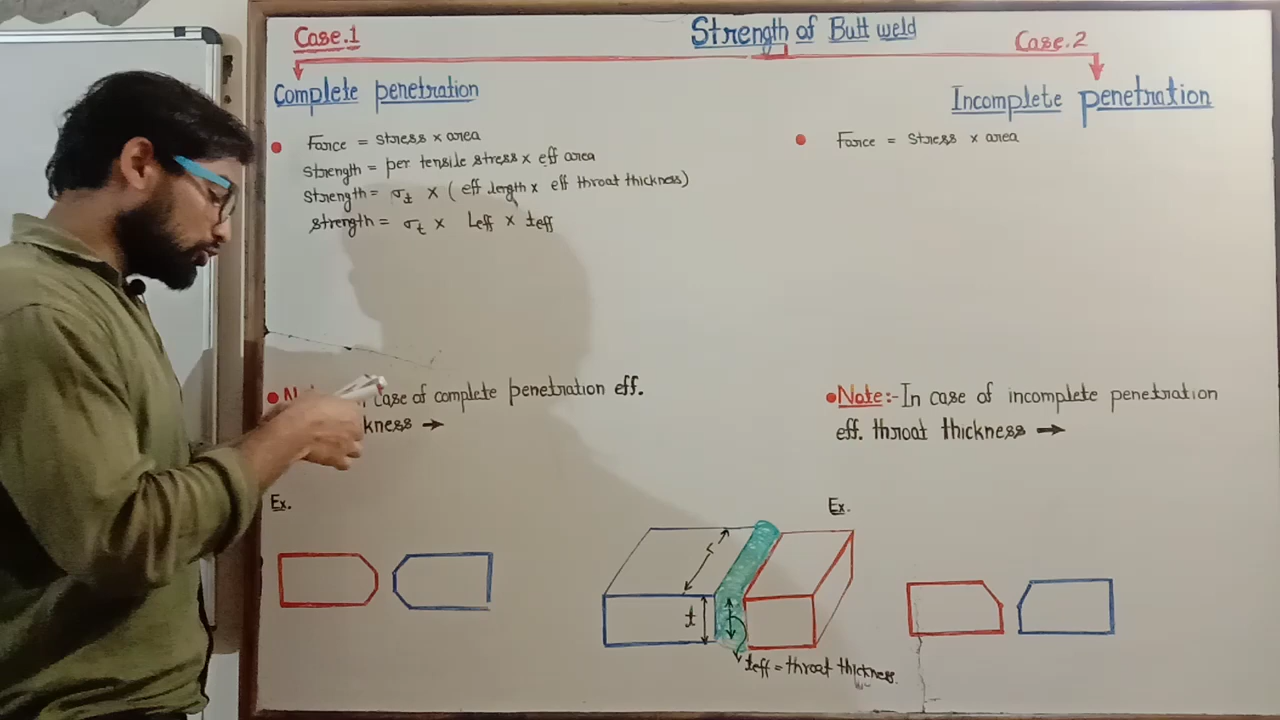 Strength of Butt weld
Case.1
Complete penetration
Force = stress × area
Strength = per tensile stress × eff area
Strength = σt × ( eff length × eff throat thickness)
strength = σt × Leff × teff
case of complete penetration eff.
kness →
Ex.
Case.2
Incomplete penetration
Force = Stress × area
Note:- In case of incomplete penetration
eff. throat thickness →
Ex.
L
t
teff = throat thickness.